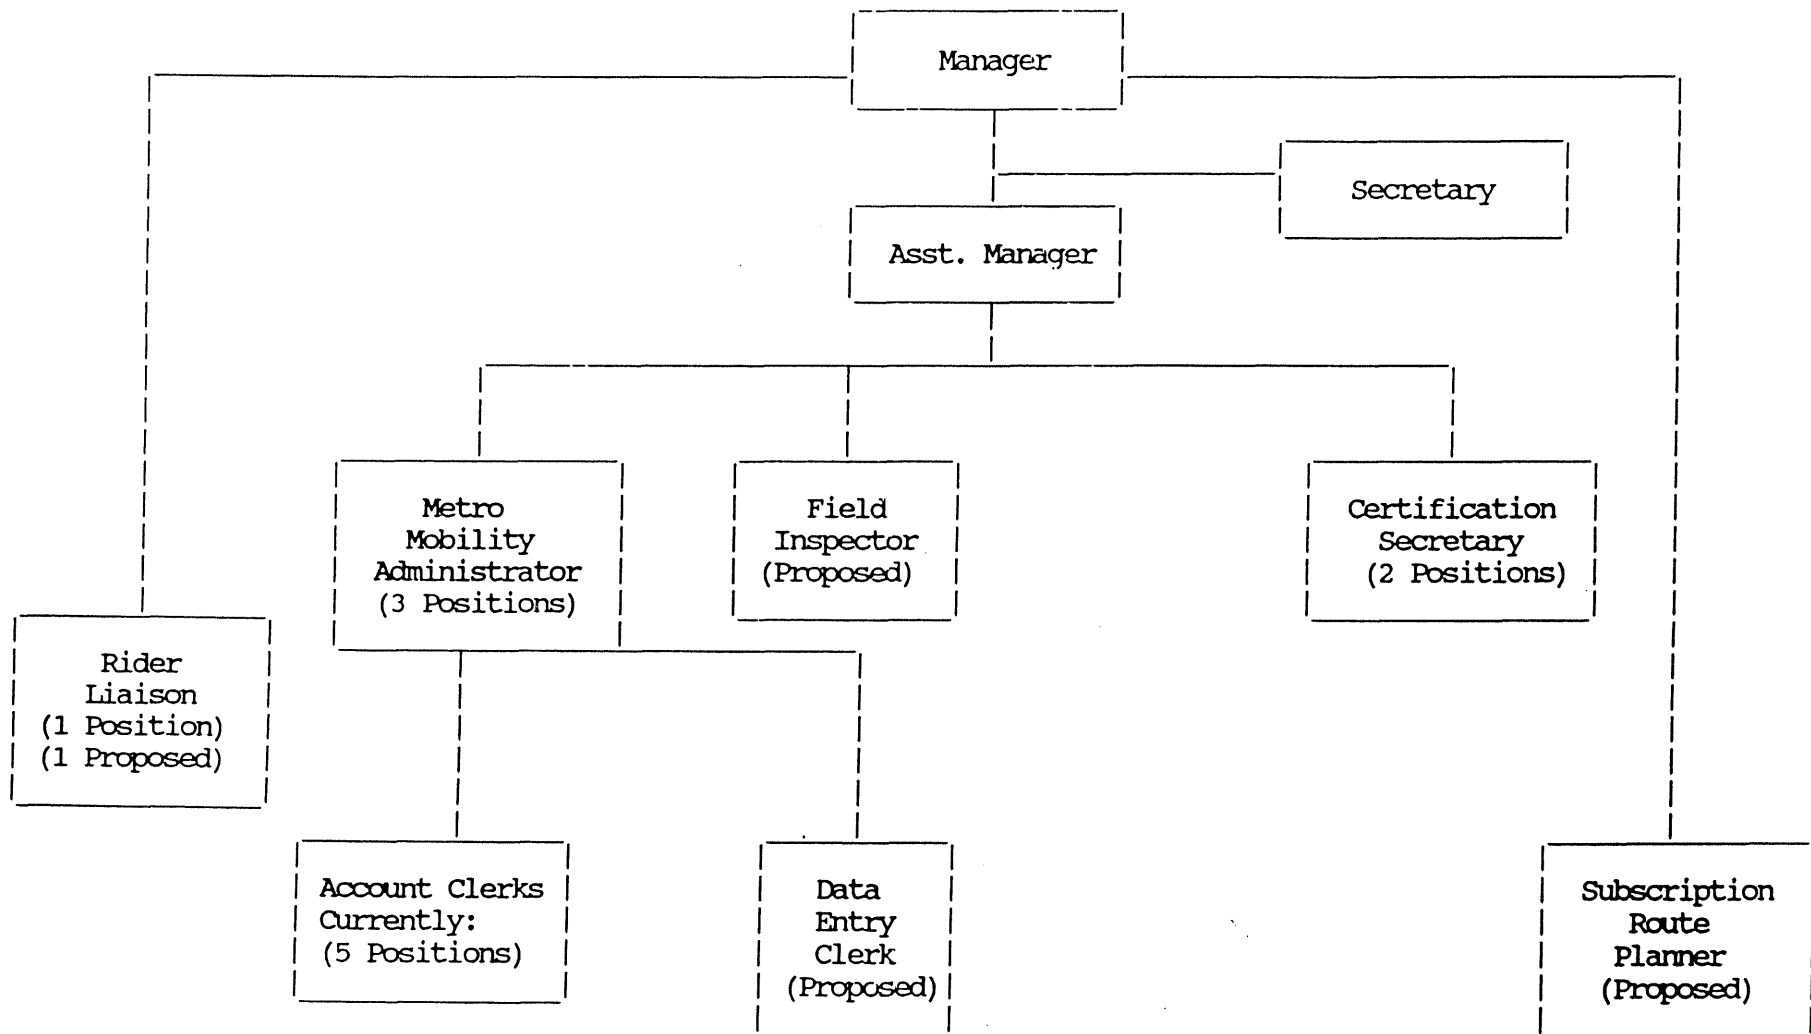 Manager
Secretary
Asst. Manager
Metro
Mobility
Administrator
(3 Positions)
Field
Inspector
(Proposed)
Certification
Secretary
(2 Positions)
Rider
Liaison
(1 Position)
(1 Proposed)
Account Clerks
Currently:
(5 Positions)
Data
Entry
Clerk
(Proposed)
Subscription
Route
Planner
(Proposed)